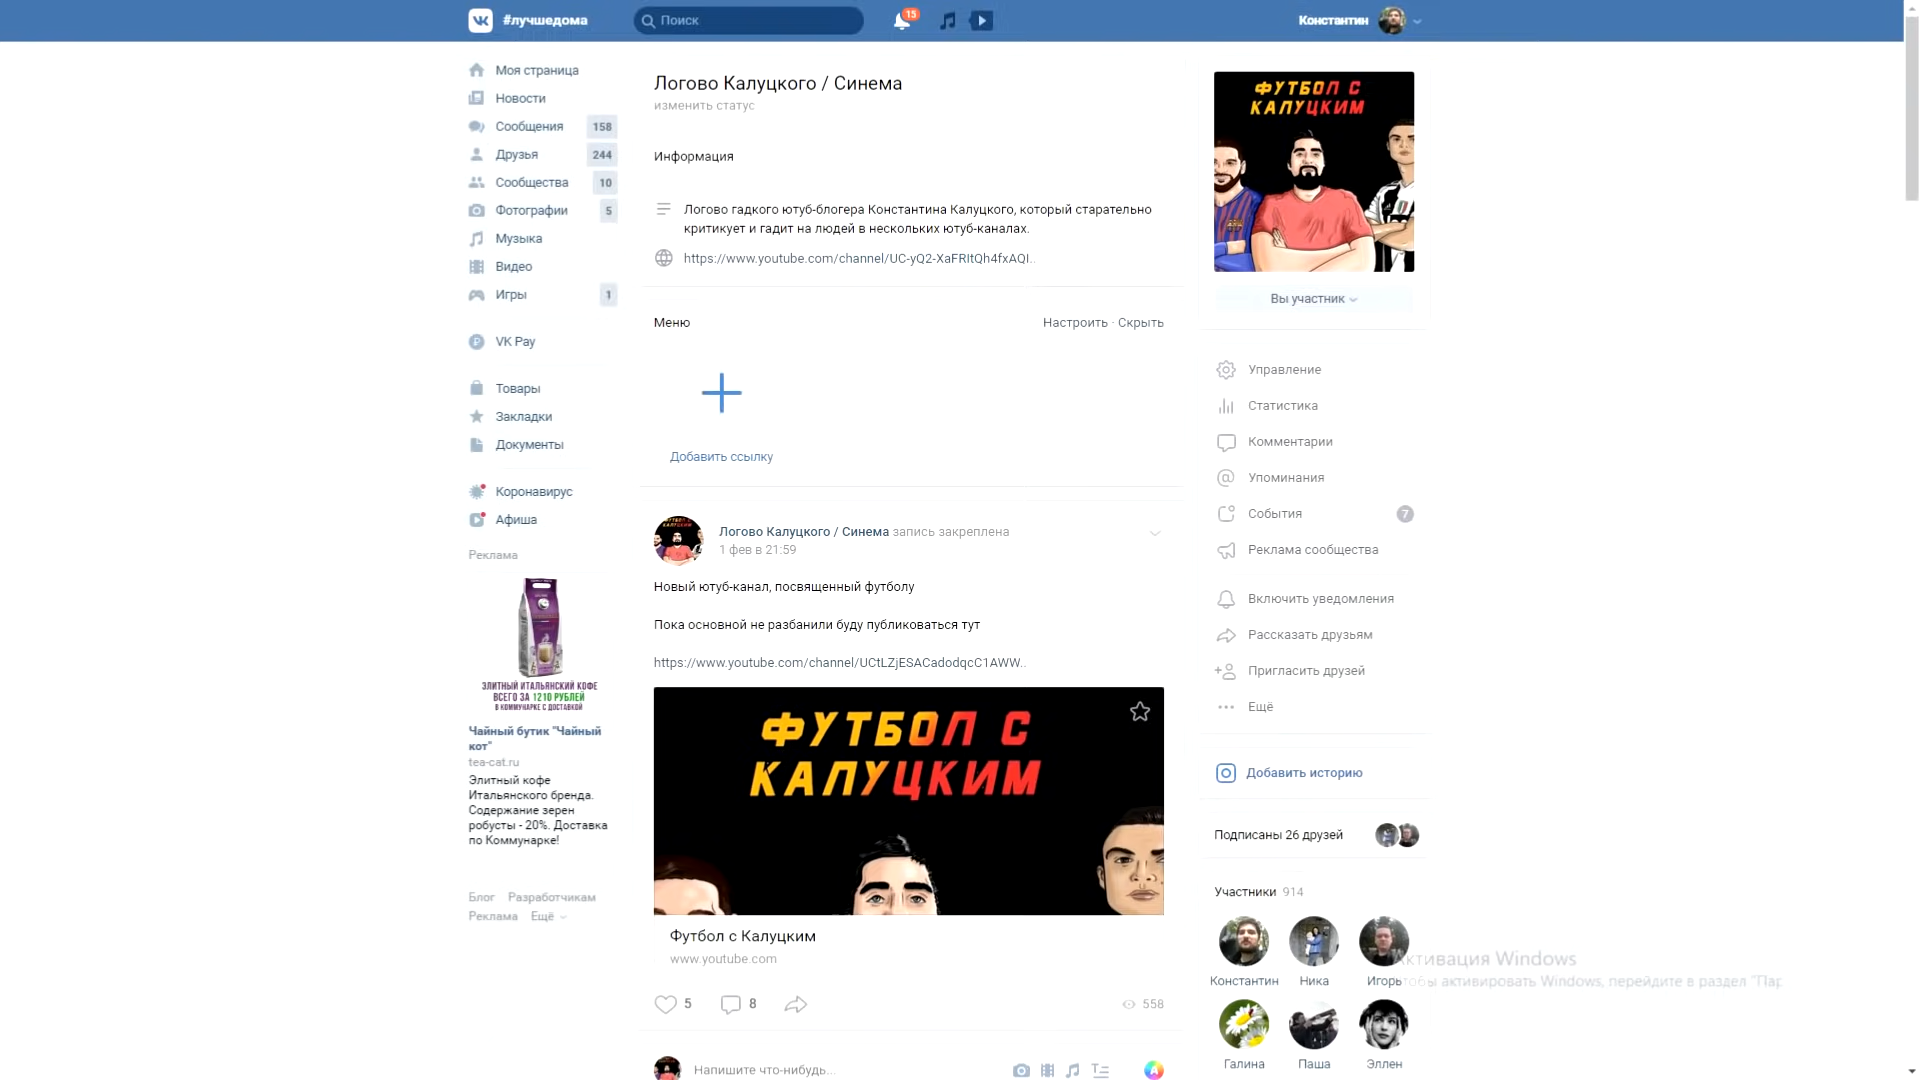 #лучшедома
Поиск
15
Константин
Моя страница
Новости
Сообщения 158
Друзья 244
Сообщества 10
Фотографии 5
Музыка
Видео
Игры 1
VK Pay
Товары
Закладки
Документы
Коронавирус
Афиша
Реклама
ЭЛИТНЫЙ ИТАЛЬЯНСКИЙ КОФЕ
ВСЕГО ЗА 1210 РУБЛЕЙ
В КОММУНАРКЕ С ДОСТАВКОЙ
Чайный бутик "Чайный
кот"
tea-cat.ru
Элитный кофе
Итальянского бренда.
Содержание зерен
робусты - 20%. Доставка
по Коммунарке!
Блог Разработчикам
Реклама Ещё
Логово Калуцкого / Синема
изменить статус
Информация
Логово гадкого ютуб-блогера Константина Калуцкого, который старательно
критикует и гадит на людей в нескольких ютуб-каналах.
https://www.youtube.com/channel/UC-yQ2-XaFRItQh4fxAQI..
Меню
Настроить · Скрыть
Добавить ссылку
Логово Калуцкого / Синема запись закреплена
1 фев в 21:59
Новый ютуб-канал, посвященный футболу
Пока основной не разбанили буду публиковаться тут
https://www.youtube.com/channel/UCtLZjESACadodqcC1AWW..
ФУТБОЛ С
КАЛУЦКИМ
Футбол с Калуцким
www.youtube.com
5 8 558
Напишите что-нибудь...
ФУТБОЛ С
КАЛУЦКИМ
Вы участник
Управление
Статистика
Комментарии
Упоминания
События 7
Реклама сообщества
Включить уведомления
Рассказать друзьям
Пригласить друзей
Ещё
Добавить историю
Подписаны 26 друзей
Участники 914
Константин Ника Игорь
Галина Паша Эллен
Активация Windows
Чтобы активировать Windows, перейдите в раздел "Пар